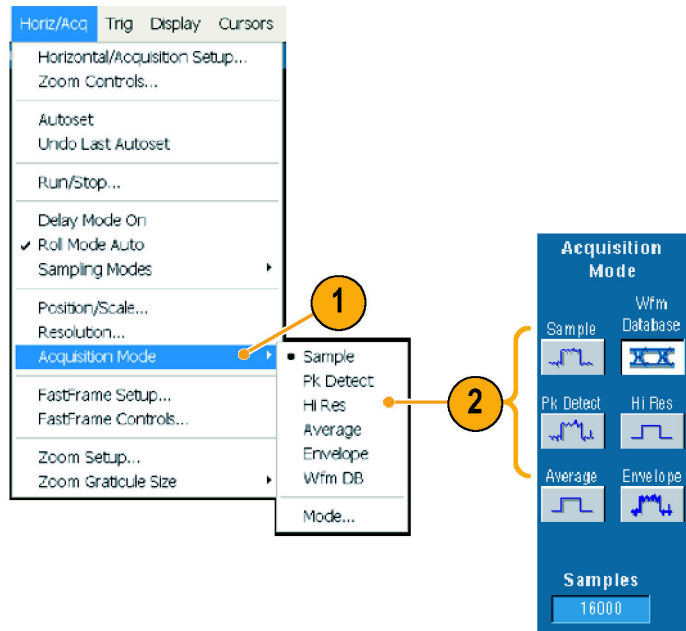 Horiz/Acq Trig Display Cursors
Horizontal/Acquisition Setup...
Zoom Controls...
Autoset
Undo Last Autoset
Run/Stop...
Delay Mode On
Roll Mode Auto
Sampling Modes
Position/Scale...
Resolution...
Acquisition Mode
FastFrame Setup...
FastFrame Controls...
Zoom Setup...
Zoom Graticule Size
1
Sample
Pk Detect
Hi Res
Average
Envelope
Wfm DB
Mode...
2
Acquisition
Mode
Sample
Wfm
Database
Pk Detect
Hi Res
Average
Envelope
Samples
16000